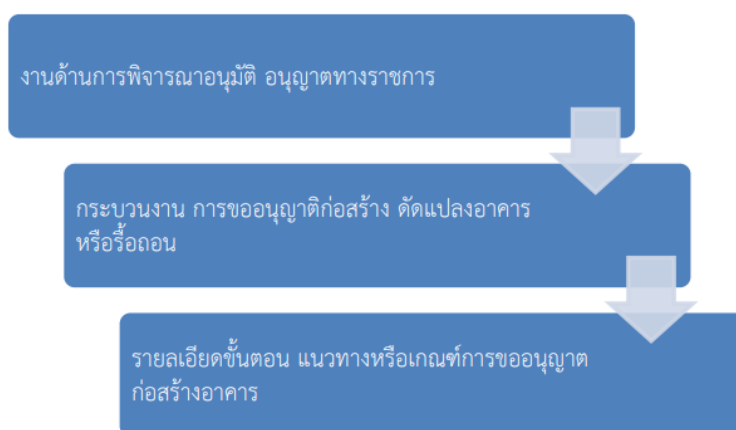 งานด้านการพิจารณาอนุมัติ อนุญาตทางราชการ
กระบวนงาน การขออนุญาติก่อสร้าง ดัดแปลงอาคาร
หรือรื้อถอน
รายลเอียดขั้นตอน แนวทางหรือเกณฑ์การขออนุญาต
ก่อสร้างอาคาร